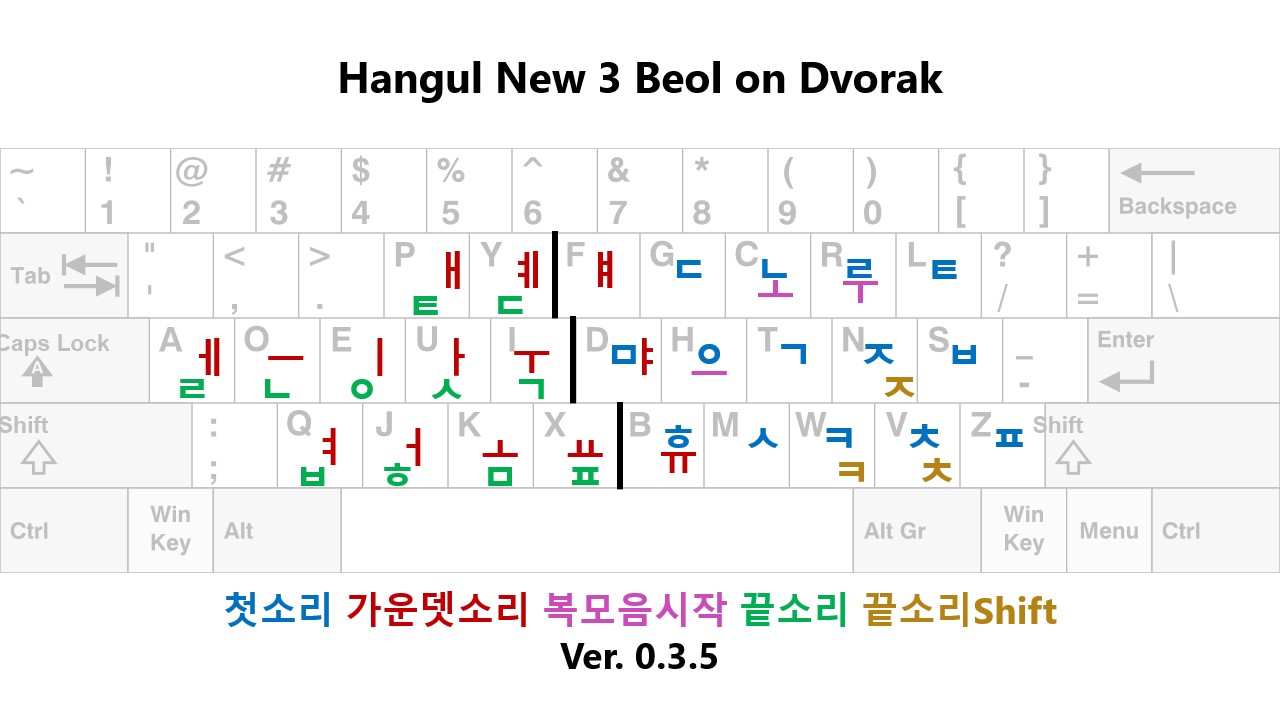 Hangul New 3 Beol on Dvorak
~ ! @ # $ % ^ & * ( ) { }
` 1 2 3 4 5 6 7 8 9 0 [ ] Backspace
Tab " < > P ㅐ Y ㅖ F ㅒ G ㄷ C ㄴ R ㄹ L ㅌ ? + |
' , . ㅌ ㄷ ㅗ ㅜ / = \
Caps Lock A ㅔ O ㅡ E ㅣ U ㅏ I ㅜ D ㅁ ㅑ H ㅇ T ㄱ N ㅈ S ㅂ _ Enter
A ㄹ ㄴ ㅇ ㅅ ㄱ ㅡ ㅈ -
Shift : Q ㅕ J ㅓ K ㅗ X ㅛ B ㅎ M ㅅ W ㅋ V ㅊ Z ㅍ Shift
; ㅂ ㅎ ㅁ ㅍ ㅠ ㅋ ㅊ
Ctrl Win Key Alt Alt Gr Win Key Menu Ctrl
첫소리 가운뎃소리 복모음시작 끝소리 끝소리Shift
Ver. 0.3.5